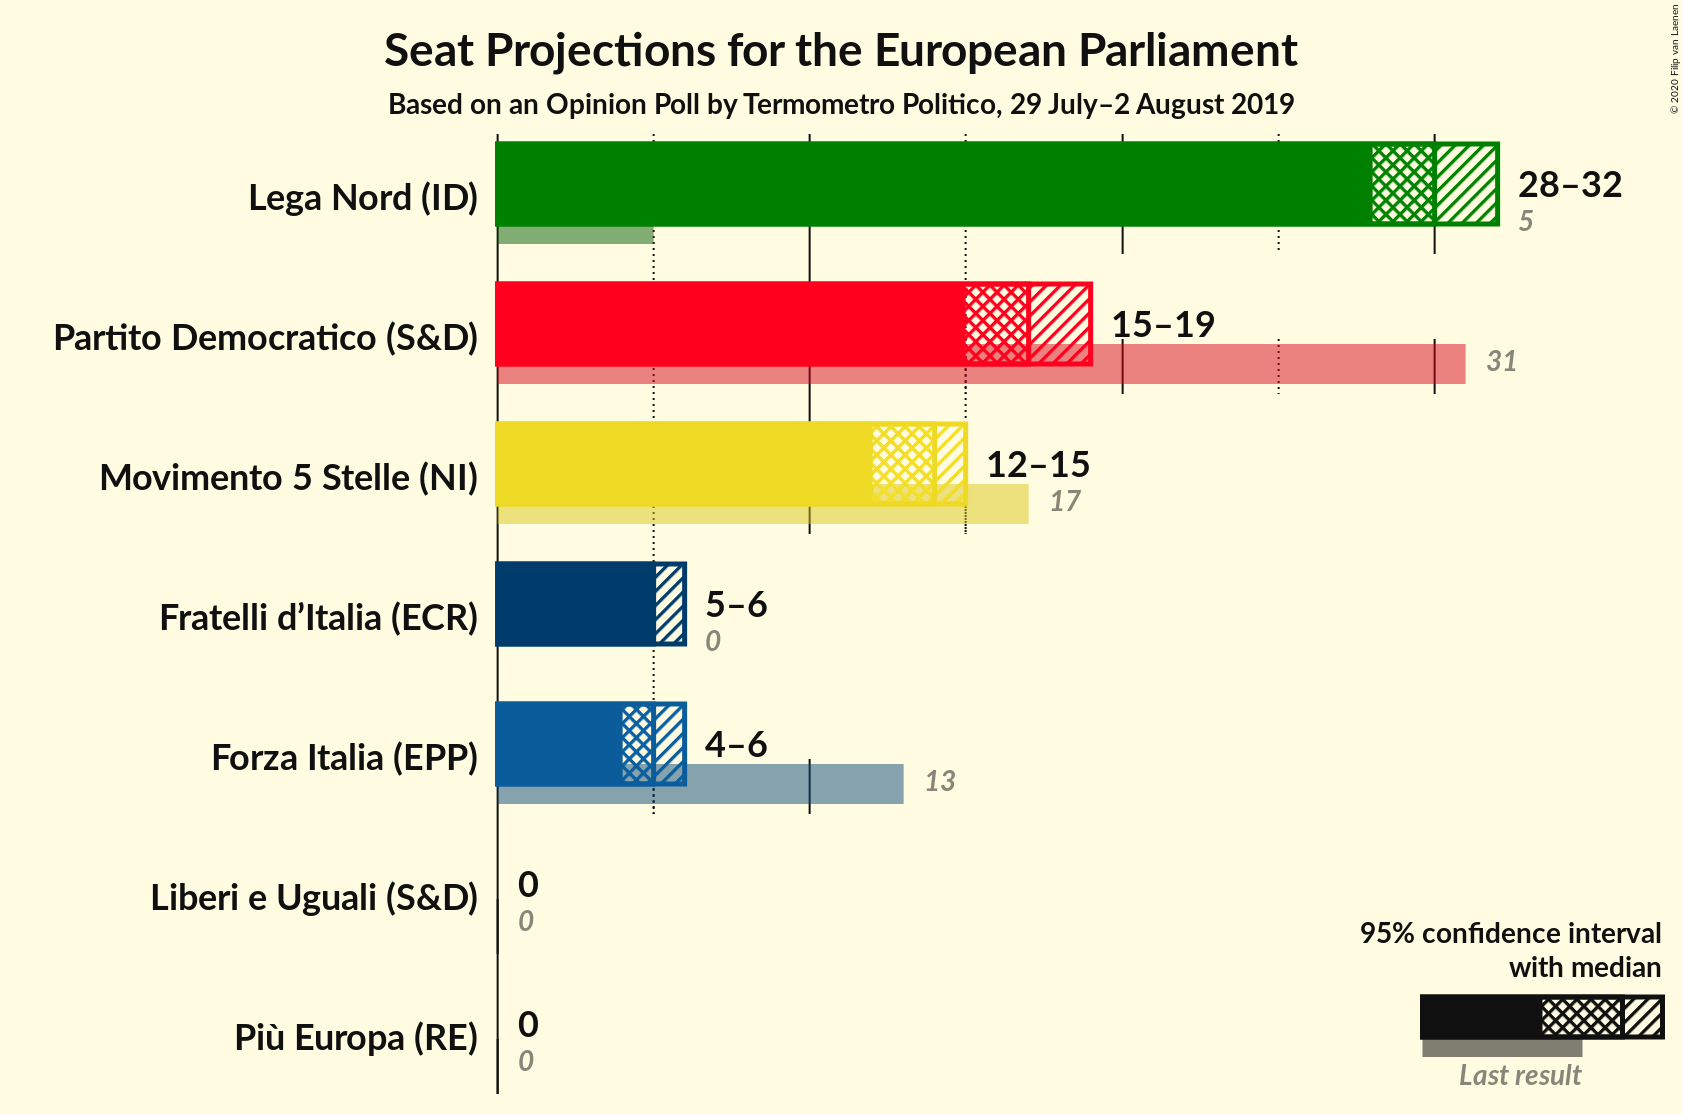 Seat Projections for the European Parliament
Based on an Opinion Poll by Termometro Politico, 29 July–2 August 2019
© 2020 Filip van Laenen
Lega Nord (ID)
28–32
5
Partito Democratico (S&D)
15–19
31
Movimento 5 Stelle (NI)
12–15
17
Fratelli d’Italia (ECR)
5–6
0
Forza Italia (EPP)
4–6
13
Liberi e Uguali (S&D)
0
0
Più Europa (RE)
0
0
95% confidence interval
with median
Last result